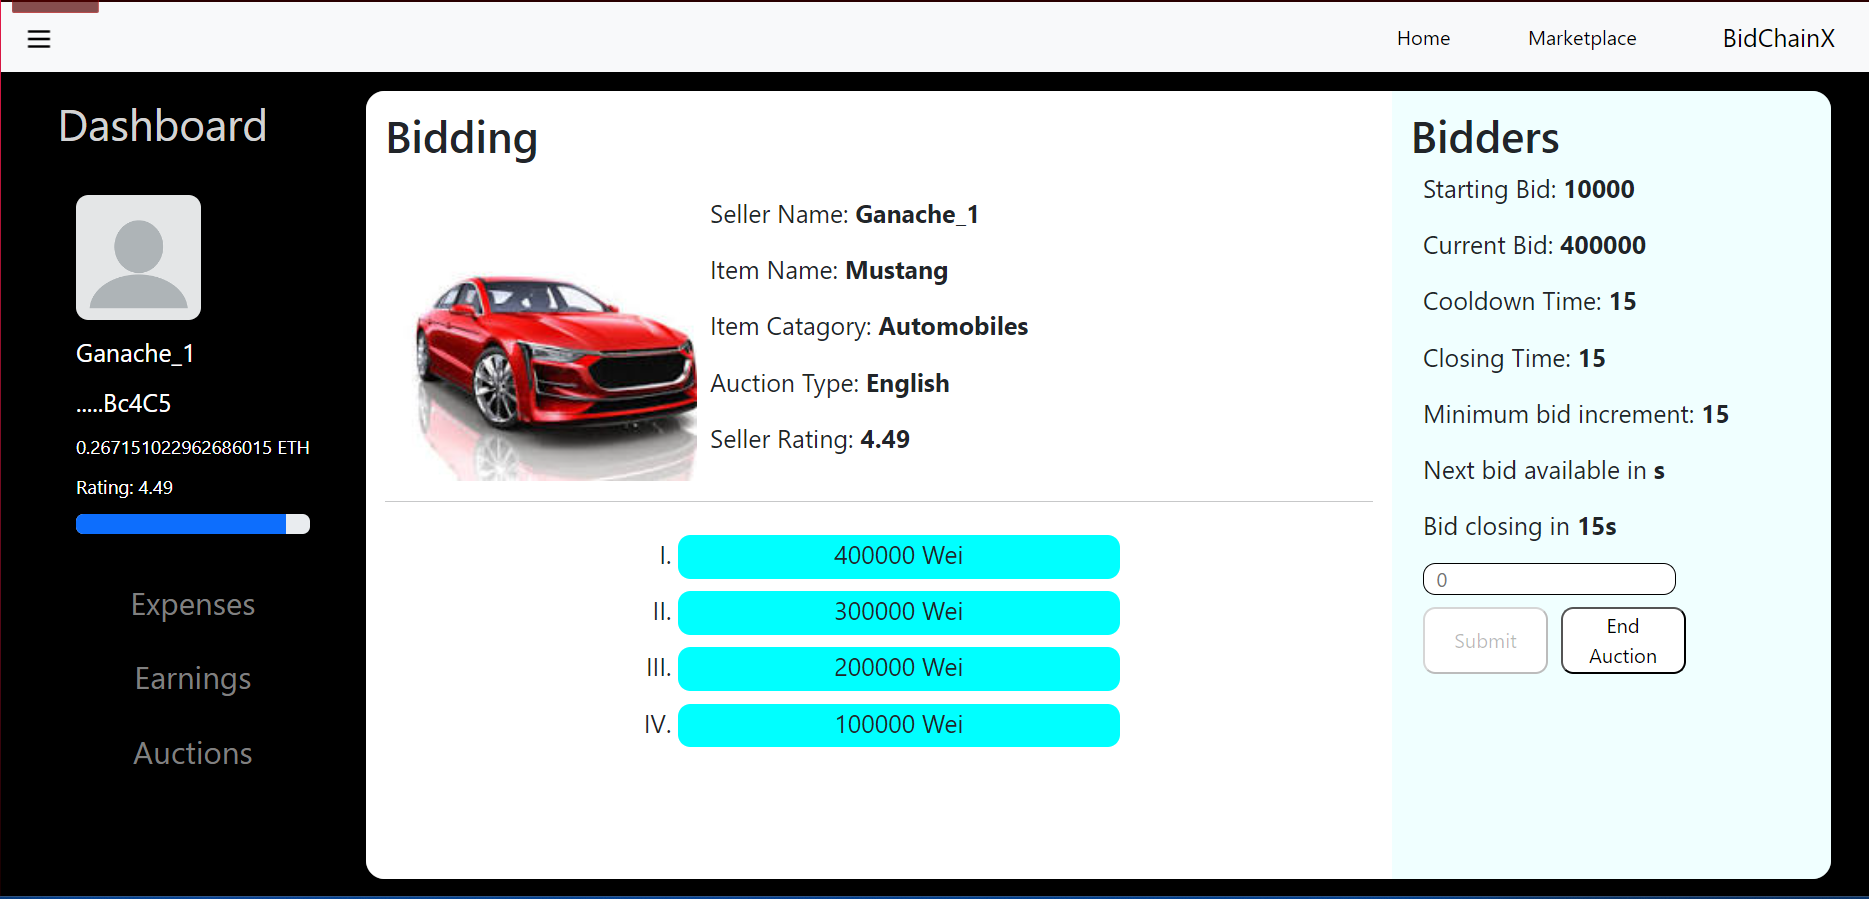 Home Marketplace BidChainX
Dashboard
Ganache_1
.....Bc4C5
0.267151022962686015 ETH
Rating: 4.49
Expenses
Earnings
Auctions
Bidding
Seller Name: Ganache_1
Item Name: Mustang
Item Catagory: Automobiles
Auction Type: English
Seller Rating: 4.49
I. 400000 Wei
II. 300000 Wei
III. 200000 Wei
IV. 100000 Wei
Bidders
Starting Bid: 10000
Current Bid: 400000
Cooldown Time: 15
Closing Time: 15
Minimum bid increment: 15
Next bid available in s
Bid closing in 15s
0
Submit
End
Auction